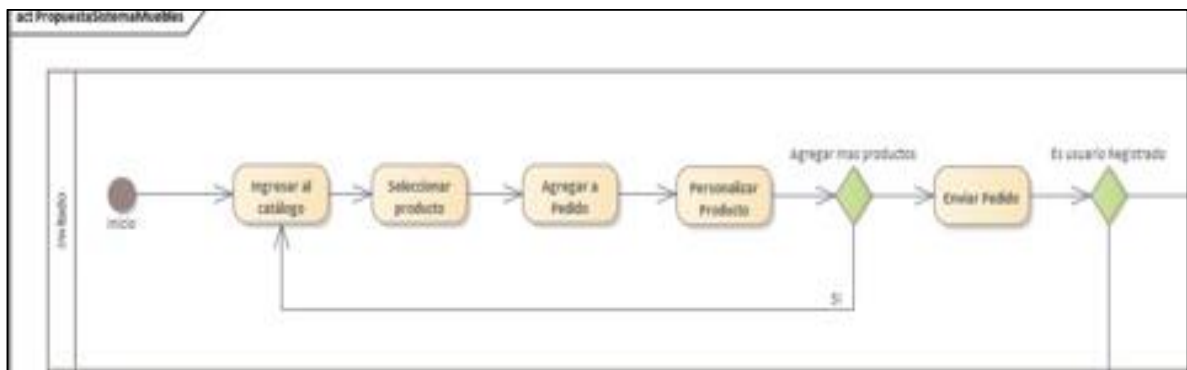 act PropuestaSistemaMuebles
Agregar mas productos
Es usuario Registrado
Ingresar al
catálogo
Seleccionar
producto
Agregar a
Pedido
Personalizar
Producto
Enviar Pedido
Inicio
SI